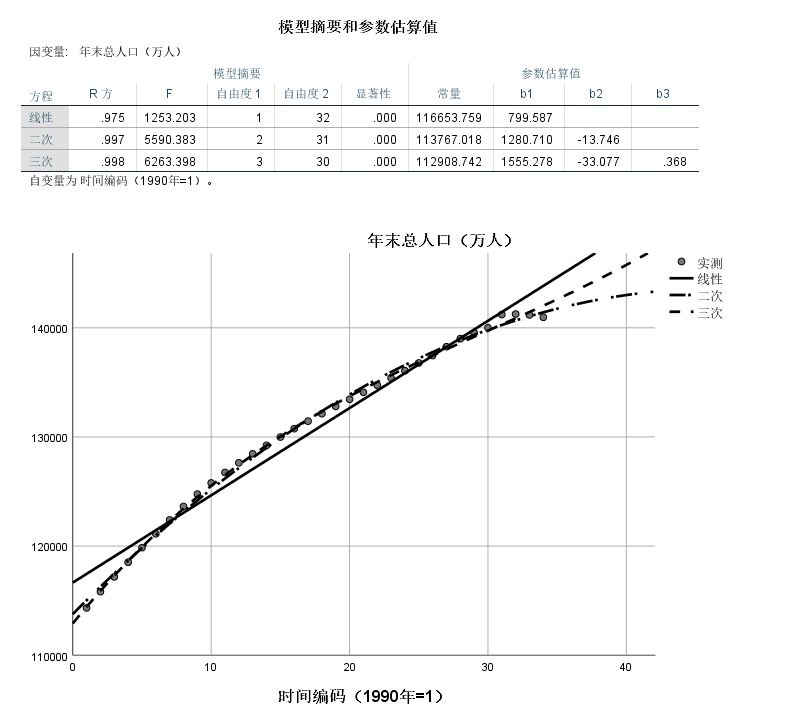 模型摘要和参数估算值
因变量: 年末总人口（万人）
模型摘要 参数估算值
方程 R 方 F 自由度 1 自由度 2 显著性 常量 b1 b2 b3
线性 .975 1253.203 1 32 .000 116653.759 799.587
二次 .997 5590.383 2 31 .000 113767.018 1280.710 -13.746
三次 .998 6263.398 3 30 .000 112908.742 1555.278 -33.077 .368
自变量为 时间编码（1990年=1）。
年末总人口（万人）
实测
线性
二次
三次
140000
130000
120000
110000
0 10 20 30 40
时间编码（1990年=1）